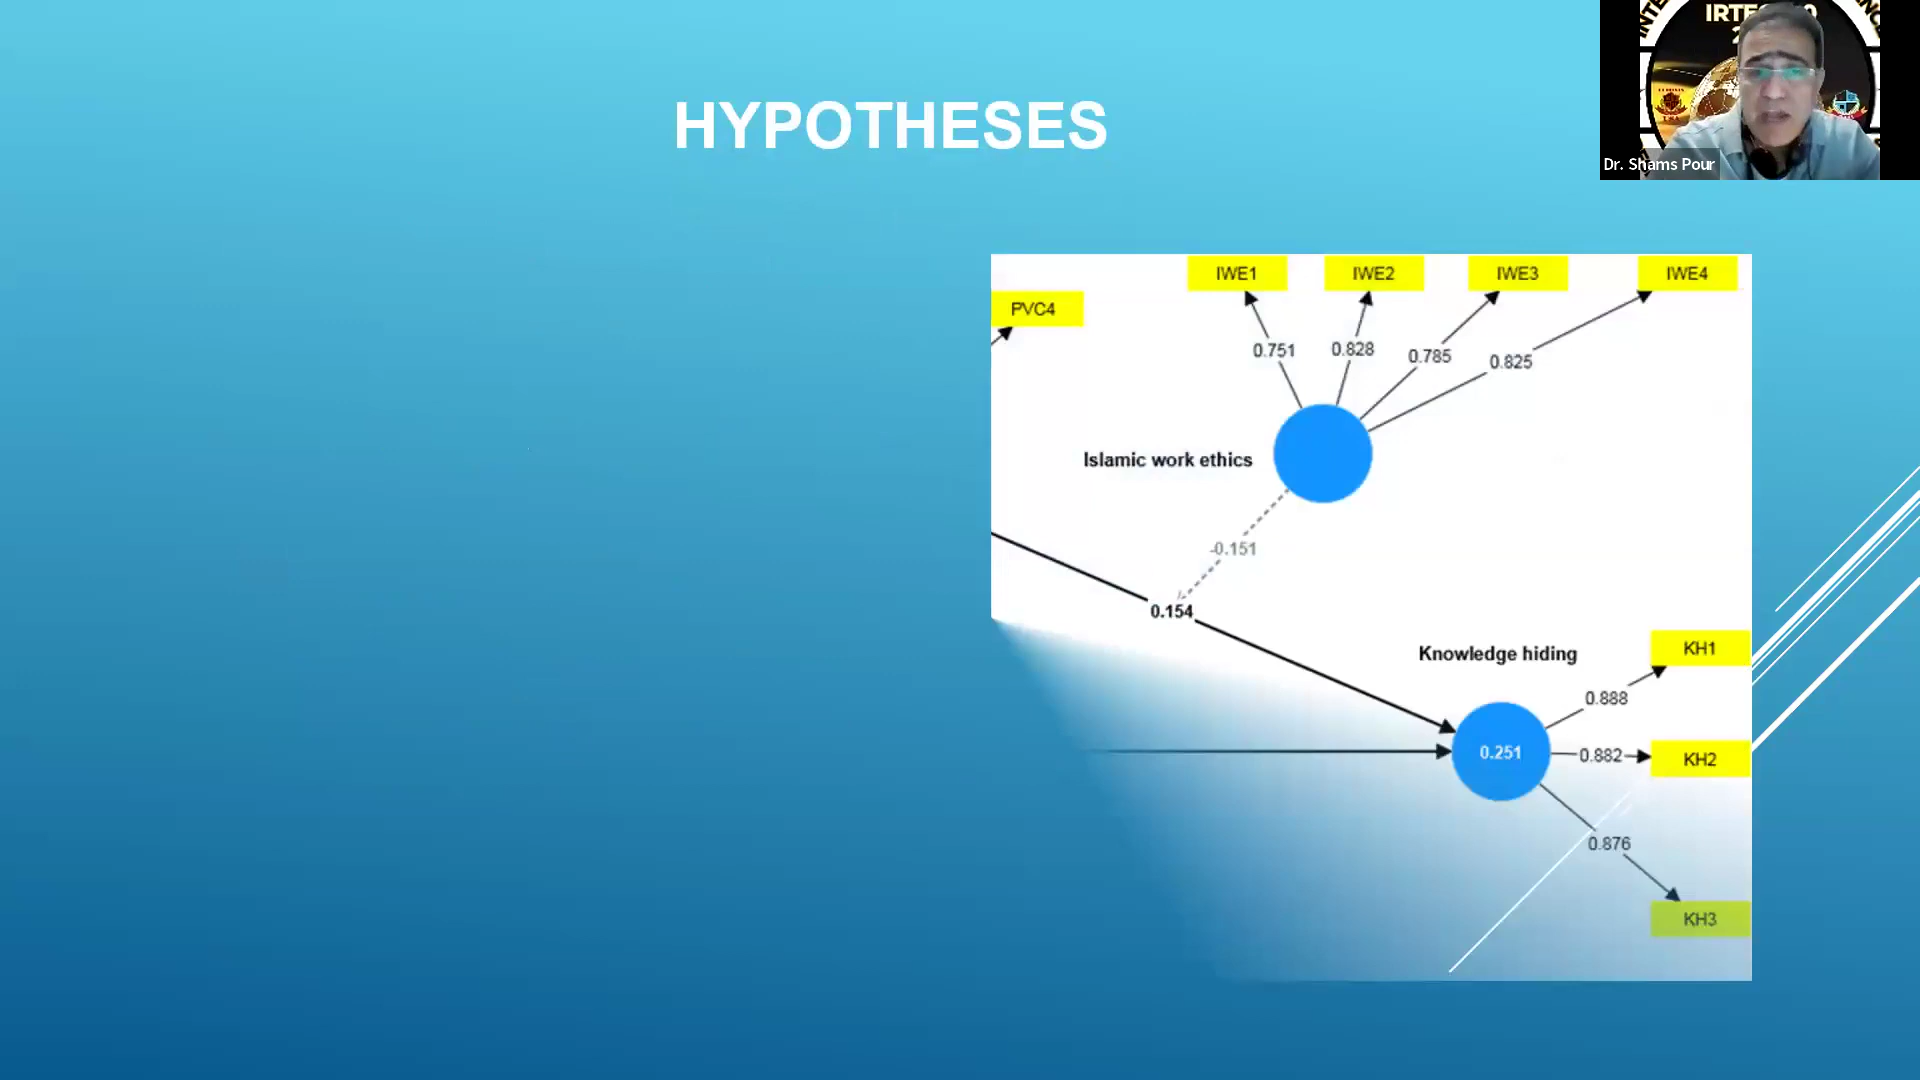 IRTE
HYPOTHESES
Dr. Shams Pour
IWE1 IWE2 IWE3 IWE4
PVC4
0.751 0.828 0.785 0.825
Islamic work ethics
-0.151
0.154
Knowledge hiding
KH1
0.888
0.251
0.882
KH2
0.876
KH3